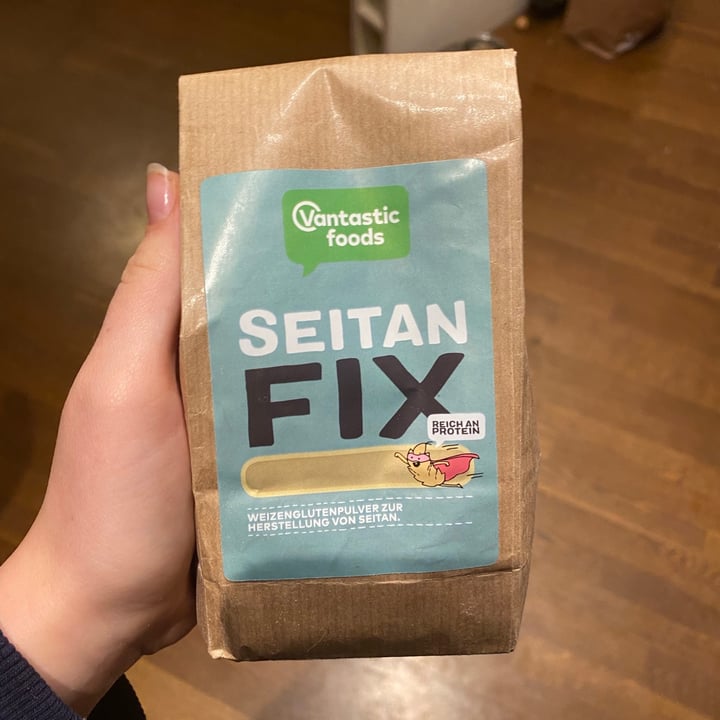 Vantastic
foods
SEITAN
FIX
REICH AN
PROTEIN
WEIZENGLUTENPULVER ZUR
HERSTELLUNG VON SEITAN.